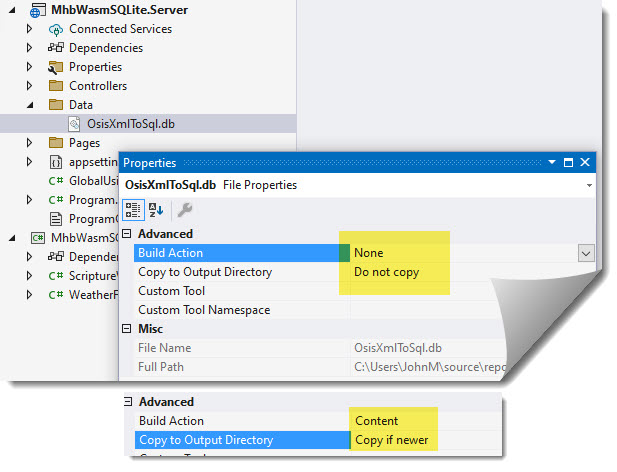 MhbWasmSQLite.Server
Connected Services
Dependencies
Properties
Controllers
Data
OsisXmlToSql.db
Pages
appsettin
GlobalUsi
Program.
ProgramC
MhbWasmSQ
Depende
ScriptureV
WeatherF
Properties
OsisXmlToSql.db File Properties
Advanced
Build Action None
Copy to Output Directory Do not copy
Custom Tool
Custom Tool Namespace
Misc
File Name OsisXmlToSql.db
Full Path C:\Users\JohnM\source\repo
Advanced
Build Action Content
Copy to Output Directory Copy if newer